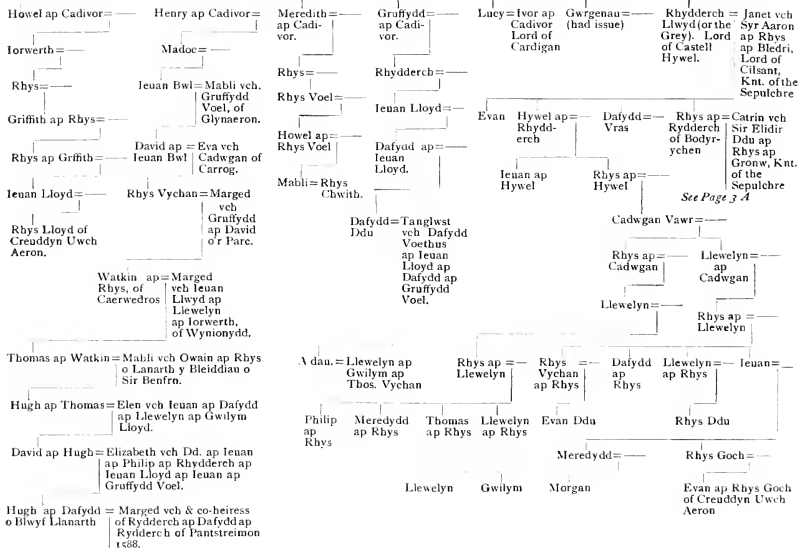 Howel ap Cadivor= ——
Iorwerth= ——
Rhys= ——
Griffith ap Rhys= ——
Rhys ap Grffith= ——
Ieuan Lloyd= ——
Rhys Lloyd of
Creuddyn Uwch
Aeron.
Henry ap Cadivor= ——
Madoc= ——
Ieuan Bwl=Mabli vch.
Gruffydd
Voel, of
Glynaeron.
David ap=Eva vch
Ieuan Bwl Cadwgan of
Carrog.
Rhys Vychan=Marged
vch
Gruffydd
ap David
o'r Parc.
Watkin ap=Marged
Rhys, of vch Ieuan
Caerwedros Llwyd ap
Llewelyn
ap Iorwerth,
of Wynionydd.
Thomas ap Watkin=Mabli vch Owain ap Rhys
o Lanarth y Bleiddiau o
Sir Benfrn.
Hugh ap Thomas=Elen vch Ieuan ap Dafydd
ap Llewelyn ap Gwilym
Lloyd.
David ap Hugh=Elizabeth vch Dd. ap Ieuan
ap Philip ap Rhydderch ap
Ieuan Lloyd ap Ieuan ap
Gruffydd Voel.
Hugh ap Dafydd = Marged vch & co-heiress
o Blwyf Llanarth of Rydderch ap Dafydd ap
Rydderch of Pantstreimon
1588.
Meredith= ——
ap Cadi-
vor.
Rhys= ——
Rhys Voel= ——
Howel ap= ——
Rhys Voel
Mabli=Rhys
Chwith.
Gruffydd= ——
ap Cadi-
vor.
Rhydderch= ——
Ieuan Lloyd= ——
Dafydd ap= ——
Ieuan
Lloyd.
Dafydd=Tanglwst
Ddu vch Dafydd
Voethus
ap Ieuan
Lloyd ap
Dafydd ap
Gruffydd
Voel.
Lucy=Ivor ap
Cadivor
Lord of
Cardigan
Gwrgenau= ——
(had issue)
Rhydderch = Janet vch
Llwyd (or the Syr Aaron
Grey). Lord ap Rhys
of Castell ap Bledri,
Hywel. Lord of
Cilsant,
Knt. of the
Sepulchre
Evan Hywel ap= —— Dafydd= —— Rhys ap=Catrin vch
Rhydd- Vras Rydderch Sir Elidir
erch of Bodyr- Ddu ap
ychen Rhys ap
Gronw, Knt.
of the
Sepulchre
Ieuan ap Rhys ap= ——
Hywel Hywel See Page 3 A
Cadwgan Vawr= ——
Rhys ap= —— Llewelyn= ——
Cadwgan ap
Cadwgan
Llewelyn= ——
Rhys ap = ——
Llewelyn
A dau.=Llewelyn ap Rhys ap= —— Rhys = —— Dafydd Llewelyn= —— Ieuan= ——
Gwilym ap Llewelyn Vychan ap ap Rhys
Thos. Vychan ap Rhys Rhys
Philip Meredydd Thomas Llewelyn Evan Ddu Rhys Ddu
ap ap Rhys ap Rhys ap Rhys
Rhys
Meredydd= —— Rhys Goch= ——
Llewelyn Gwilym Morgan Evan ap Rhys Goch
of Creuddyn Uwch
Aeron